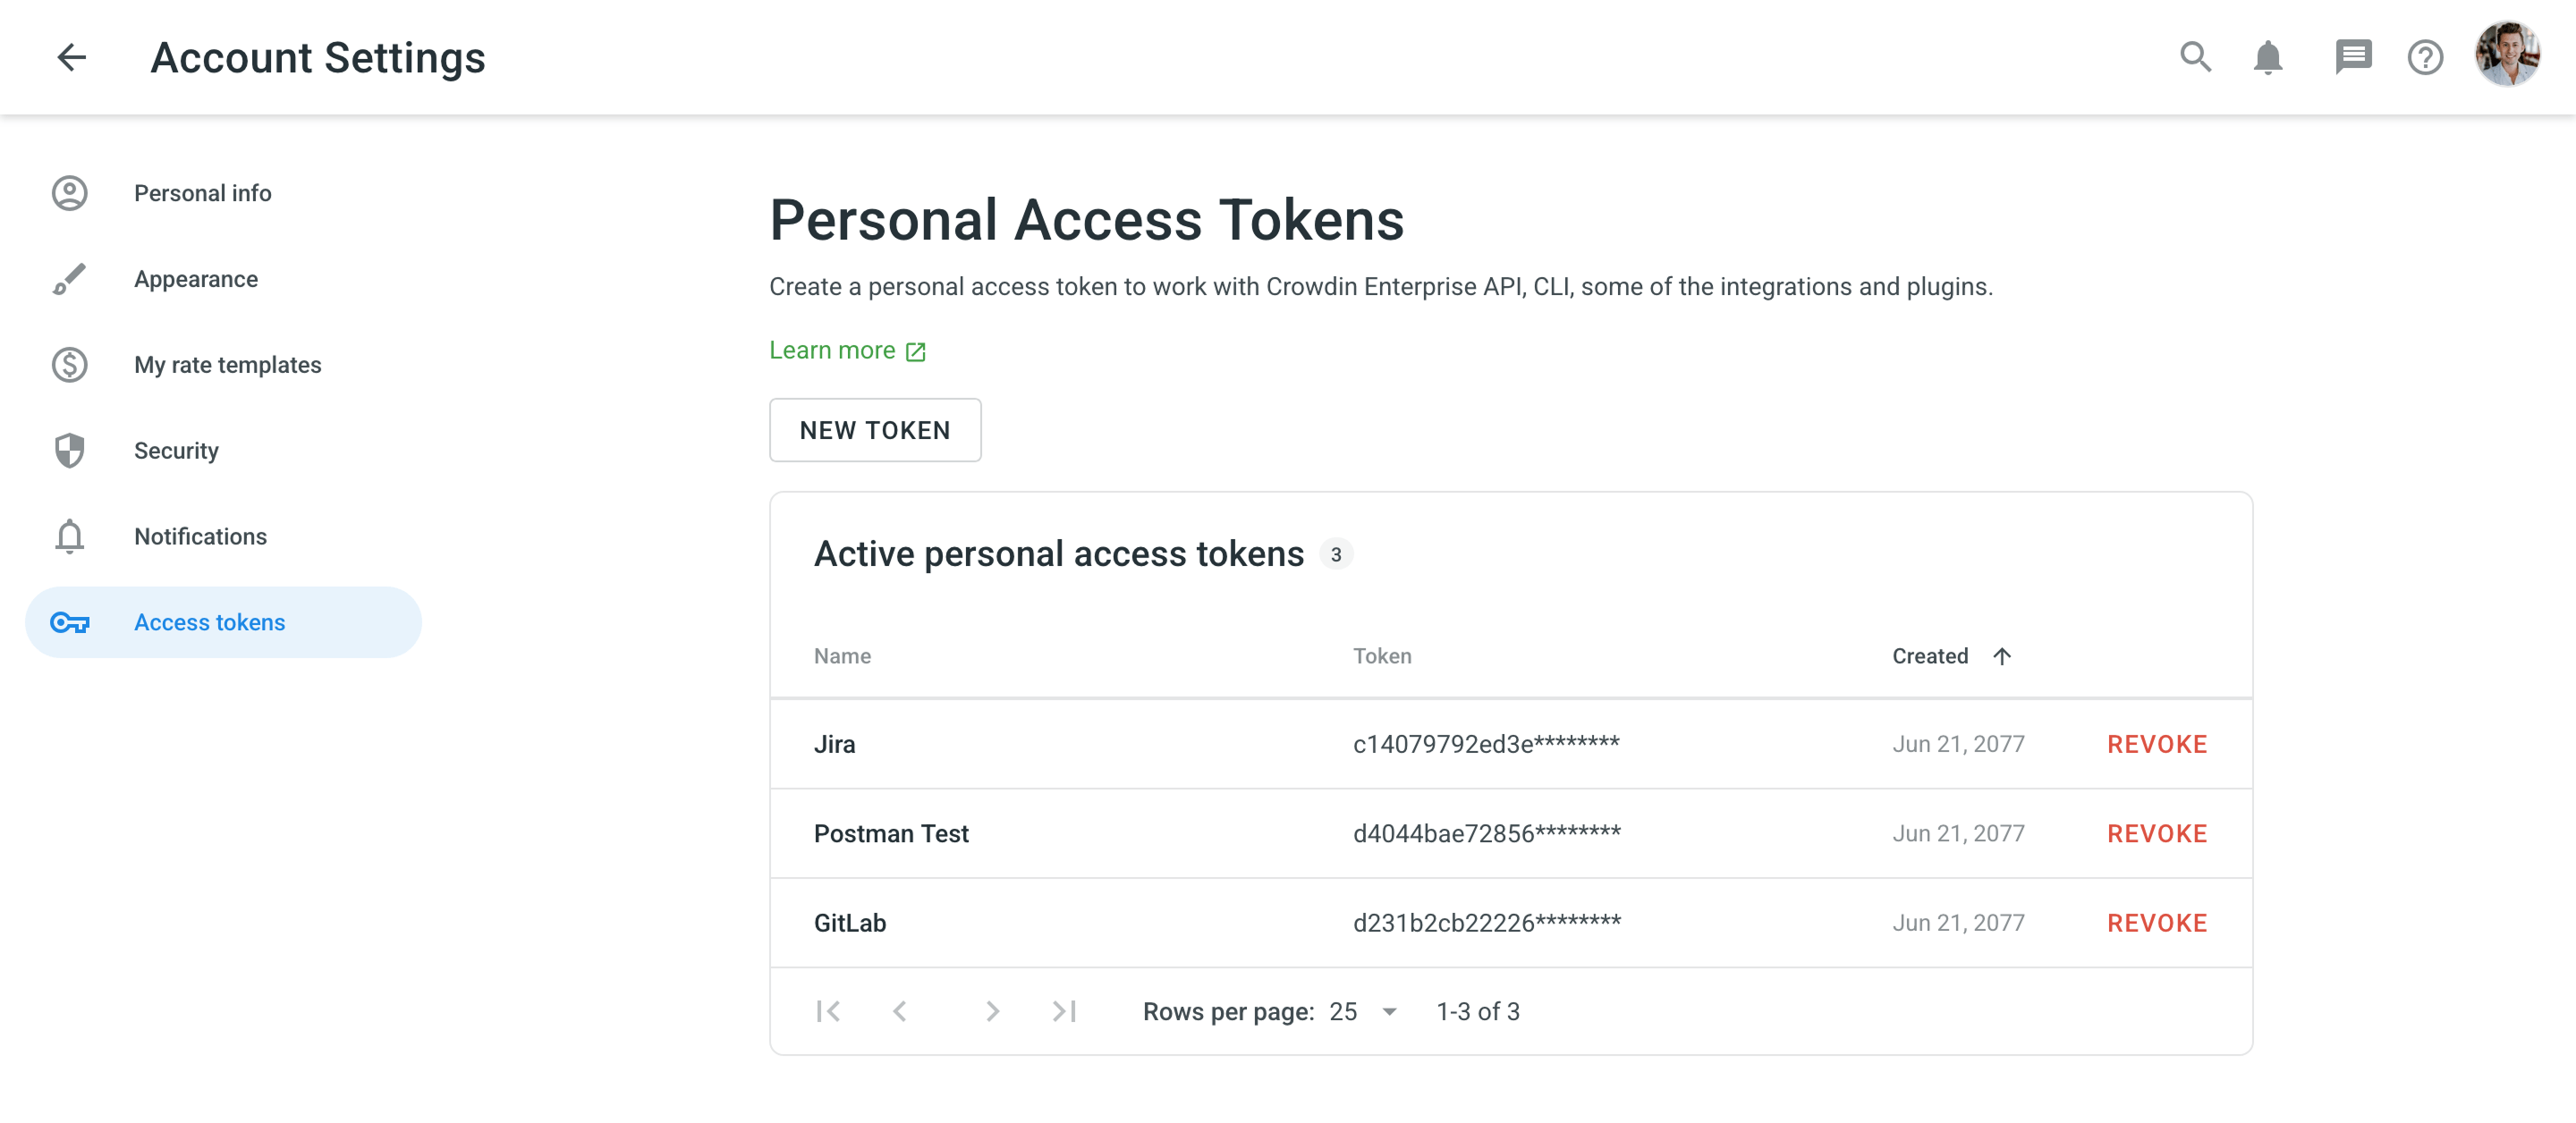 Account Settings
Personal info
Appearance
My rate templates
Security
Notifications
Access tokens
Personal Access Tokens
Create a personal access token to work with Crowdin Enterprise API, CLI, some of the integrations and plugins.
Learn more
NEW TOKEN
Active personal access tokens 3
Name Token Created
Jira c14079792ed3e******** Jun 21, 2077 REVOKE
Postman Test d4044bae72856******** Jun 21, 2077 REVOKE
GitLab d231b2cb22226******** Jun 21, 2077 REVOKE
Rows per page: 25 1-3 of 3